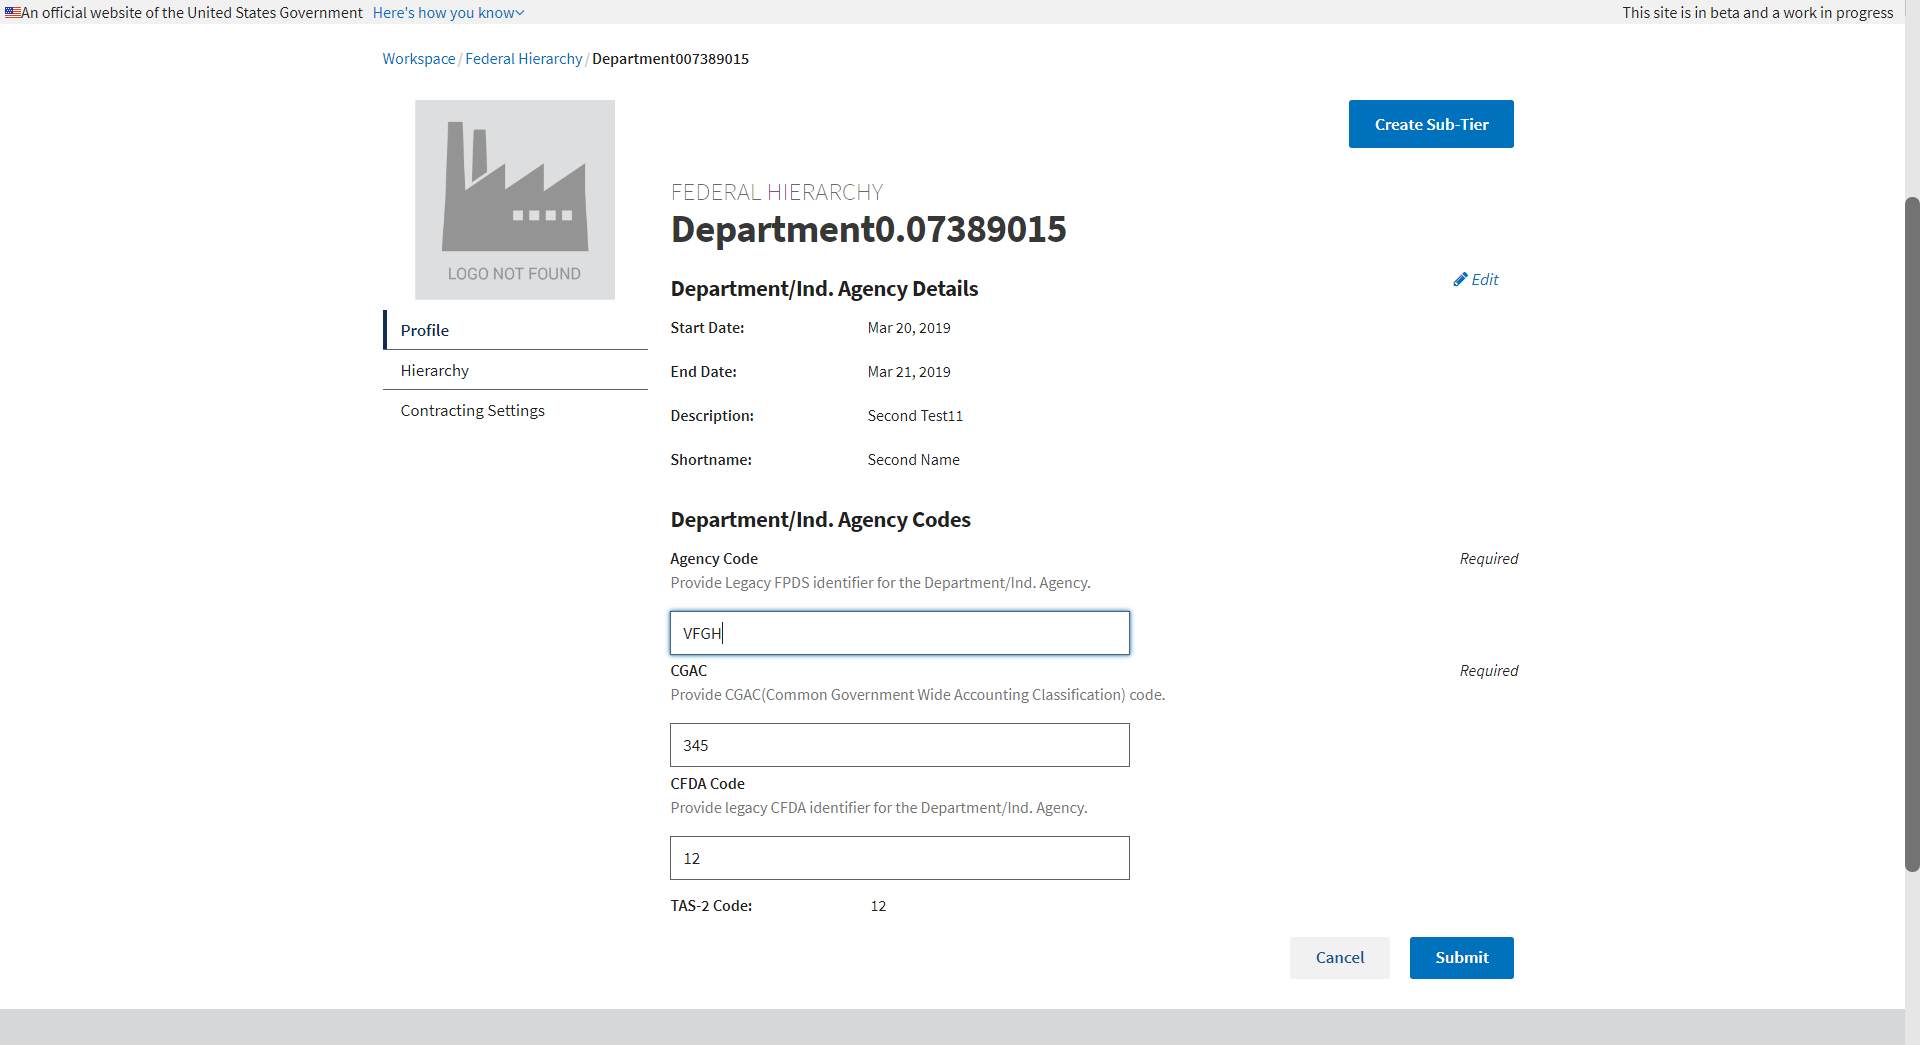 An official website of the United States Government Here's how you know
This site is in beta and a work in progress
Workspace / Federal Hierarchy / Department007389015
LOGO NOT FOUND
Create Sub-Tier
Profile
Hierarchy
Contracting Settings
FEDERAL HIERARCHY
Department0.07389015
Department/Ind. Agency Details
Edit
Start Date: Mar 20, 2019
End Date: Mar 21, 2019
Description: Second Test11
Shortname: Second Name
Department/Ind. Agency Codes
Agency Code Required
Provide Legacy FPDS identifier for the Department/Ind. Agency.
VFGH
CGAC Required
Provide CGAC(Common Government Wide Accounting Classification) code.
345
CFDA Code
Provide legacy CFDA identifier for the Department/Ind. Agency.
12
TAS-2 Code: 12
Cancel Submit